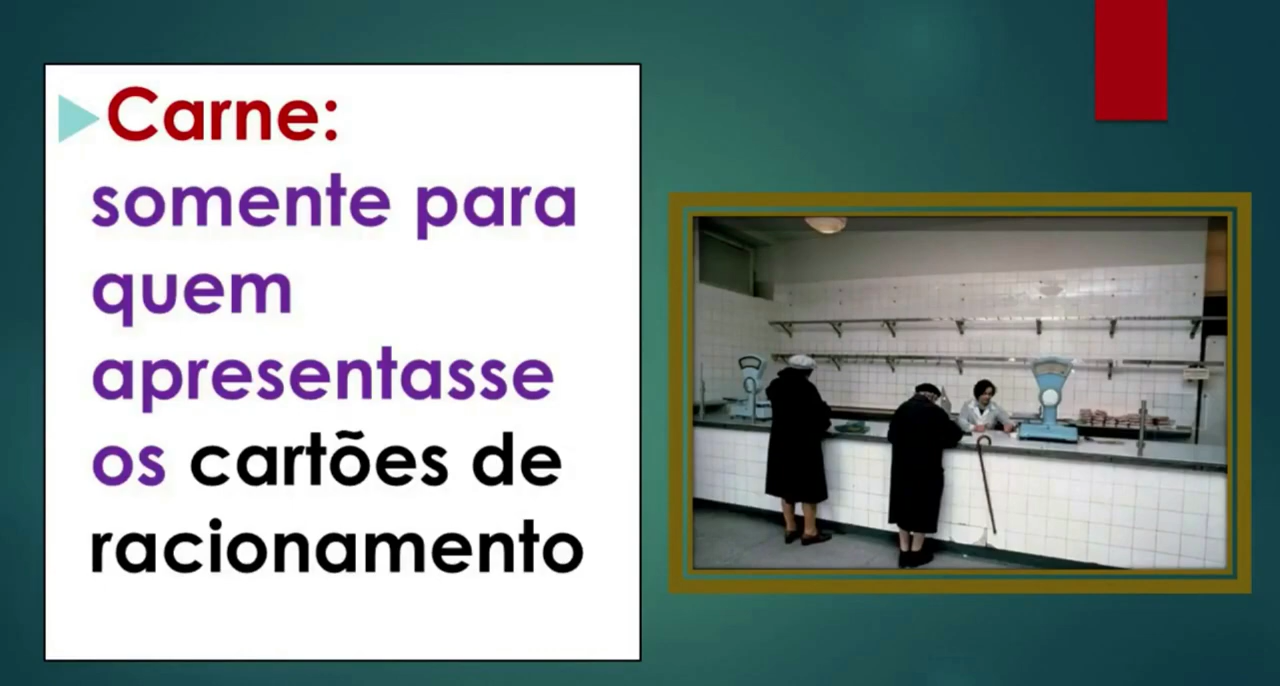 Carne:
somente para
quem
apresentasse
os cartões de
racionamento